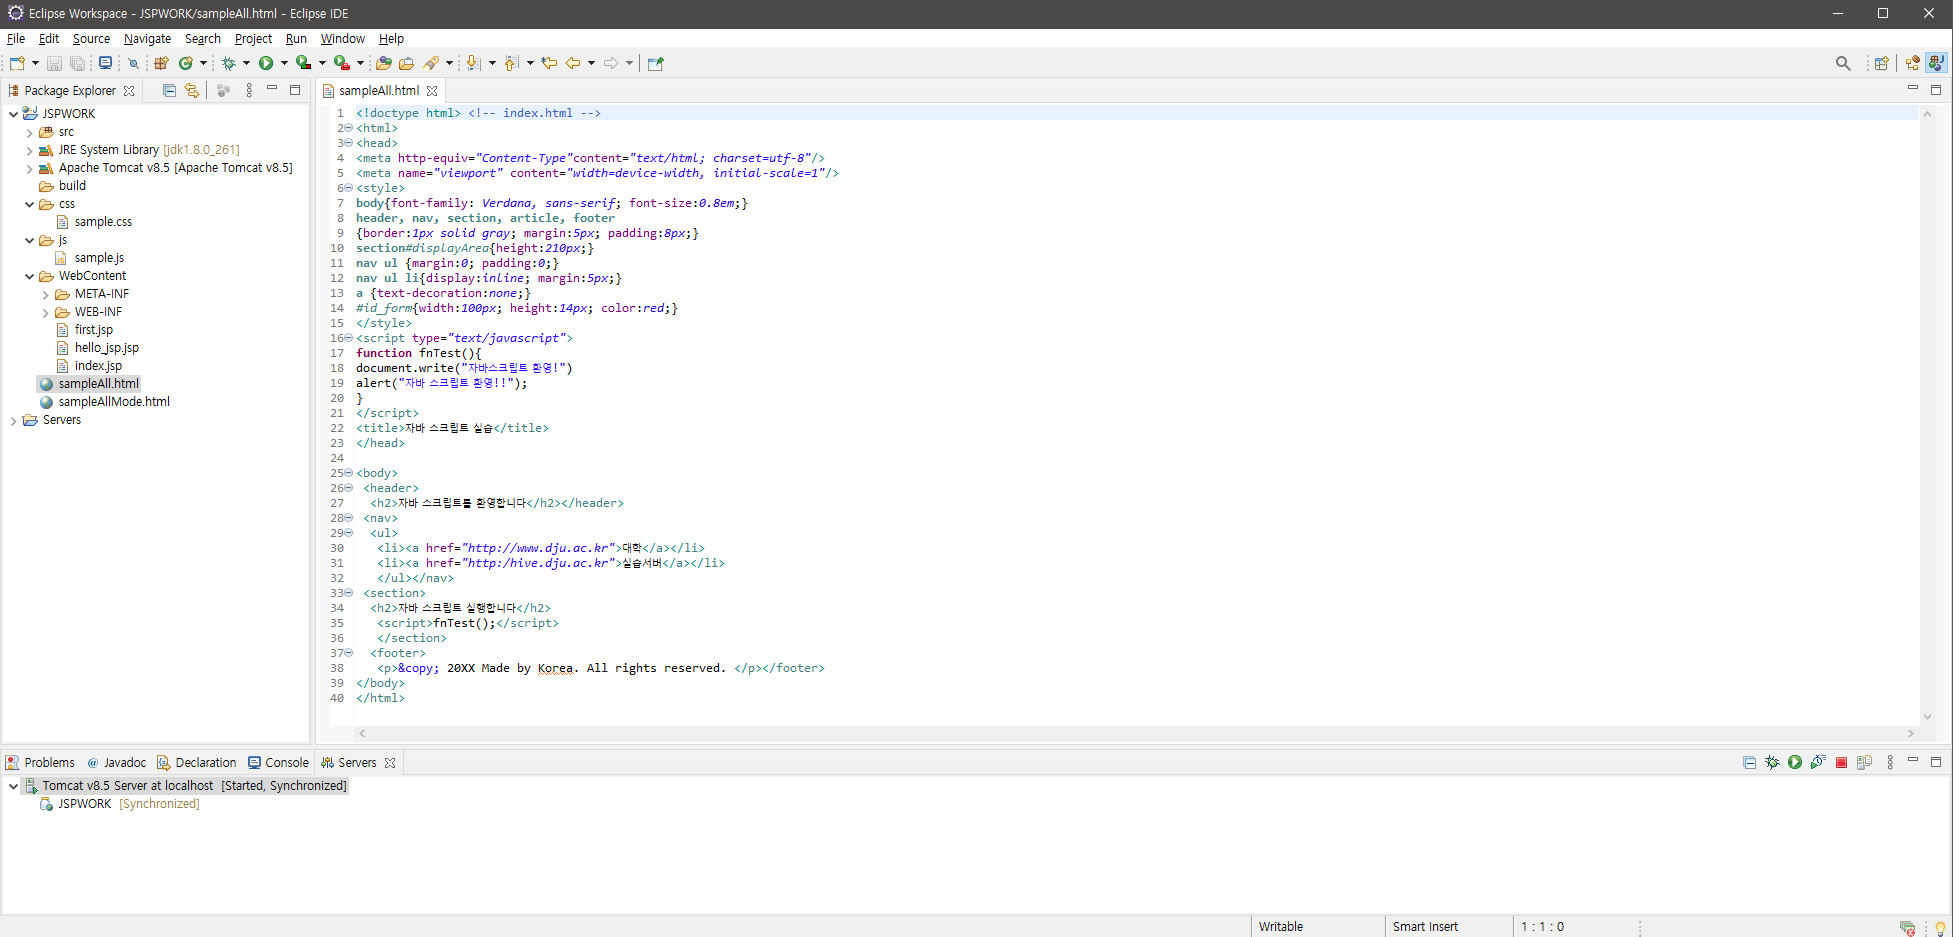 Eclipse Workspace - JSPWORK/sampleAll.html - Eclipse IDE
File Edit Source Navigate Search Project Run Window Help
Package Explorer
JSPWORK
src
JRE System Library [jdk1.8.0_261]
Apache Tomcat v8.5 [Apache Tomcat v8.5]
build
css
sample.css
js
sample.js
WebContent
META-INF
WEB-INF
first.jsp
hello_jsp.jsp
index.jsp
sampleAll.html
sampleAllMode.html
Servers
sampleAll.html
1 <!doctype html> <!-- index.html -->
2 <html>
3 <head>
4 <meta http-equiv="Content-Type"content="text/html; charset=utf-8"/>
5 <meta name="viewport" content="width=device-width, initial-scale=1"/>
6 <style>
7 body{font-family: Verdana, sans-serif; font-size:0.8em;}
8 header, nav, section, article, footer
9 {border:1px solid gray; margin:5px; padding:8px;}
10 section#displayArea{height:210px;}
11 nav ul {margin:0; padding:0;}
12 nav ul li{display:inline; margin:5px;}
13 a {text-decoration:none;}
14 #id_form{width:100px; height:14px; color:red;}
15 </style>
16 <script type="text/javascript">
17 function fnTest(){
18 document.write("자바스크립트 환영!")
19 alert("자바 스크립트 환영!!");
20 }
21 </script>
22 <title>자바 스크립트 실습</title>
23 </head>
24
25 <body>
26 <header>
27 <h2>자바 스크립트를 환영합니다</h2></header>
28 <nav>
29 <ul>
30 <li><a href="http://www.dju.ac.kr">대학</a></li>
31 <li><a href="http:/hive.dju.ac.kr">실습서버</a></li>
32 </ul></nav>
33 <section>
34 <h2>자바 스크립트 실행합니다</h2>
35 <script>fnTest();</script>
36 </section>
37 <footer>
38 <p>&copy; 20XX Made by Korea. All rights reserved. </p></footer>
39 </body>
40 </html>
Problems @ Javadoc Declaration Console Servers
Tomcat v8.5 Server at localhost [Started, Synchronized]
JSPWORK [Synchronized]
Writable Smart Insert 1 : 1 : 0